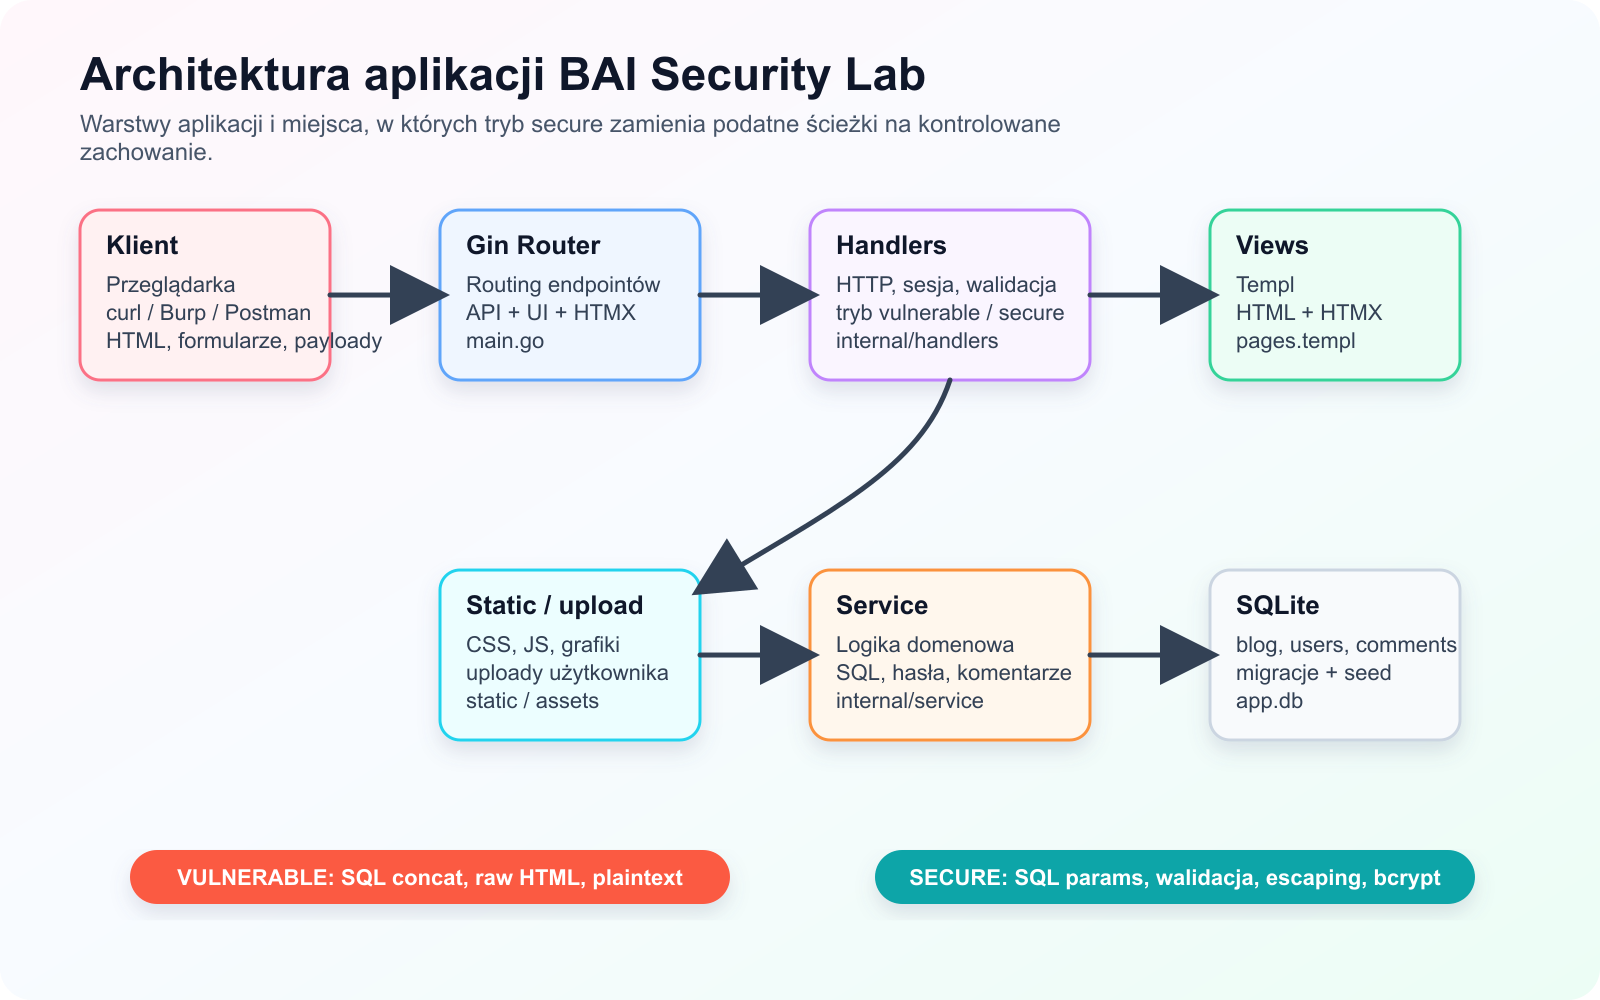 Architektura aplikacji BAI Security Lab
Warstwy aplikacji i miejsca, w których tryb secure zamienia podatne ścieżki na kontrolowane
zachowanie.
Klient
Przeglądarka
curl / Burp / Postman
HTML, formularze, payloady
Gin Router
Routing endpointów
API + UI + HTMX
main.go
Handlers
HTTP, sesja, walidacja
tryb vulnerable / secure
internal/handlers
Views
Templ
HTML + HTMX
pages.templ
Static / upload
CSS, JS, grafiki
uploady użytkownika
static / assets
Service
Logika domenowa
SQL, hasła, komentarze
internal/service
SQLite
blog, users, comments
migracje + seed
app.db
VULNERABLE: SQL concat, raw HTML, plaintext
SECURE: SQL params, walidacja, escaping, bcrypt